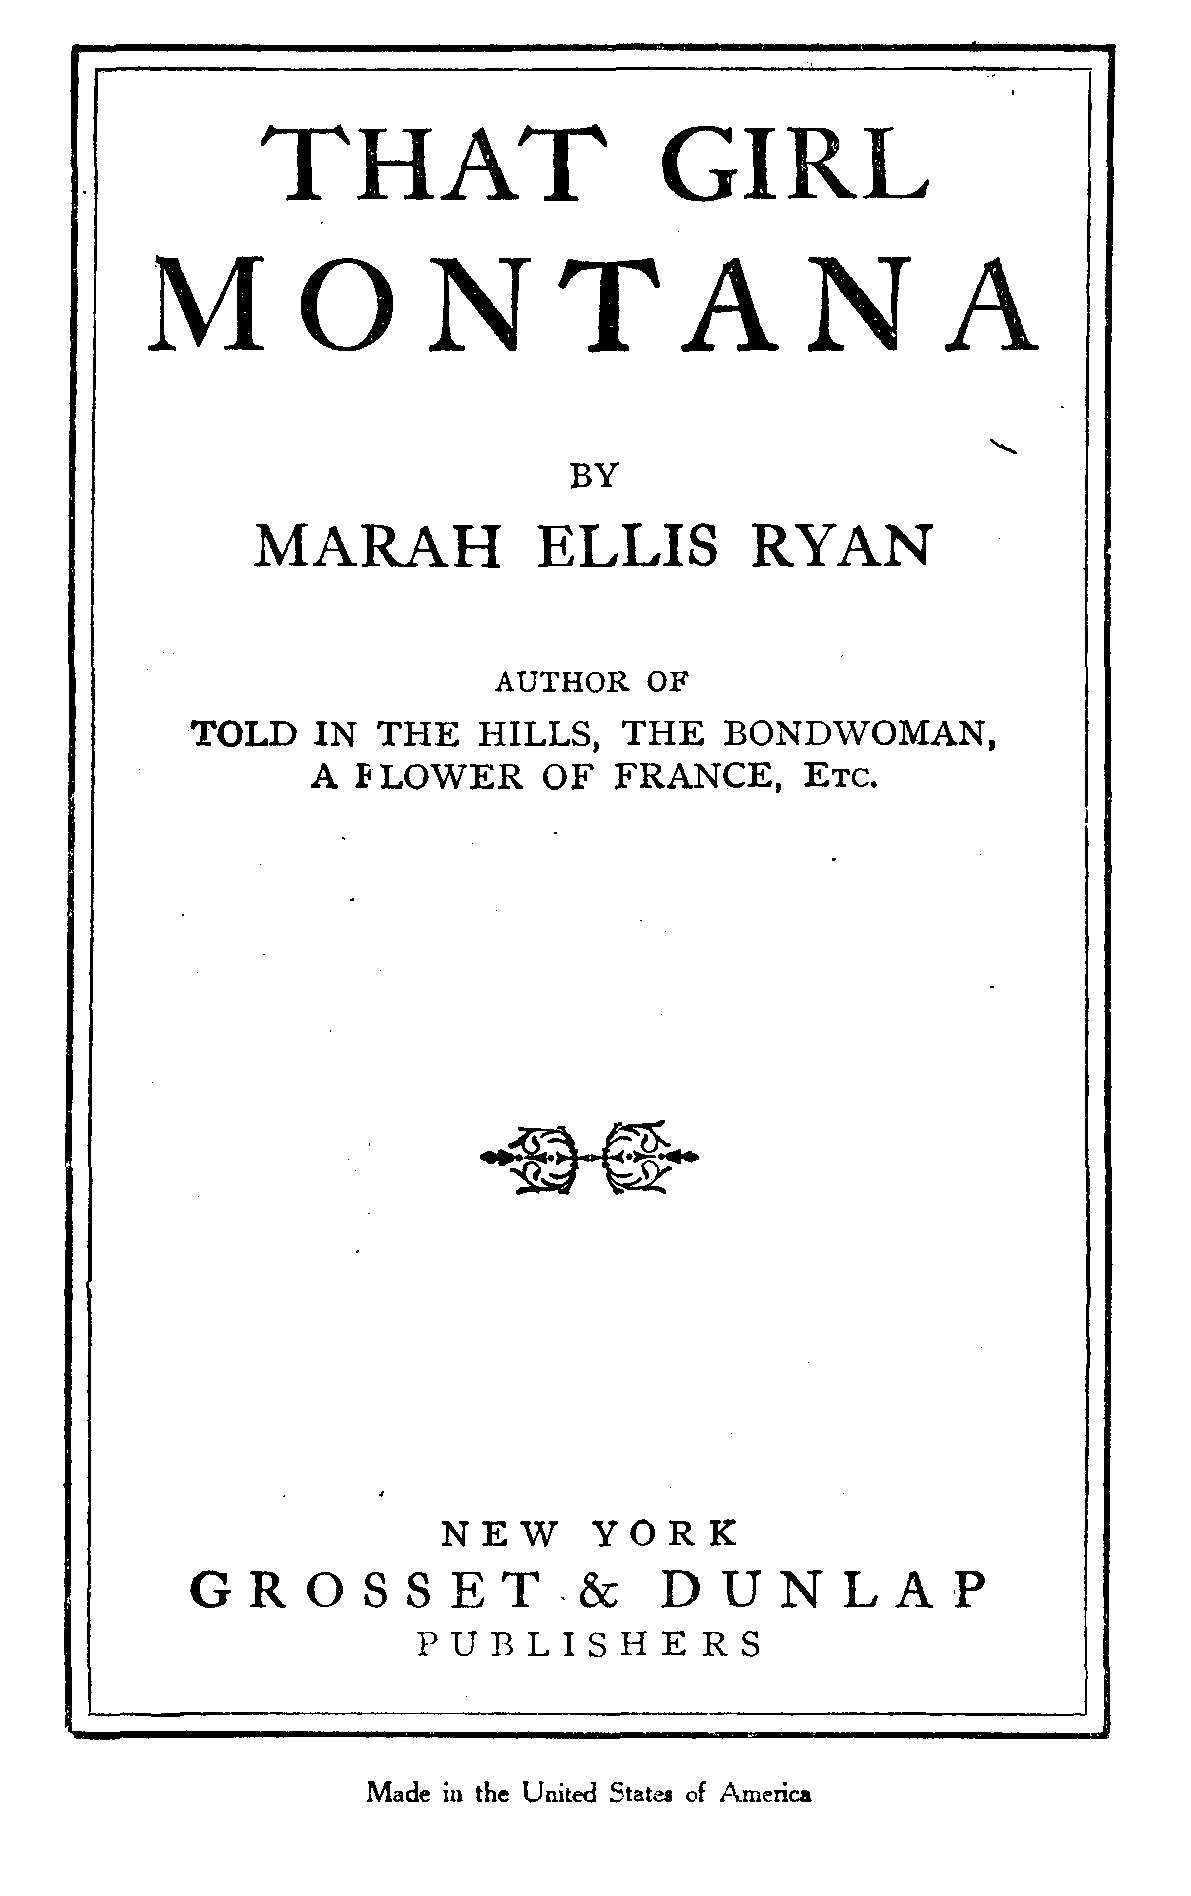 THAT GIRL
MONTANA
BY
MARAH ELLIS RYAN
AUTHOR OF
TOLD IN THE HILLS, THE BONDWOMAN,
A FLOWER OF FRANCE, ETC.
NEW YORK
GROSSET & DUNLAP
PUBLISHERS
Made in the United States of America